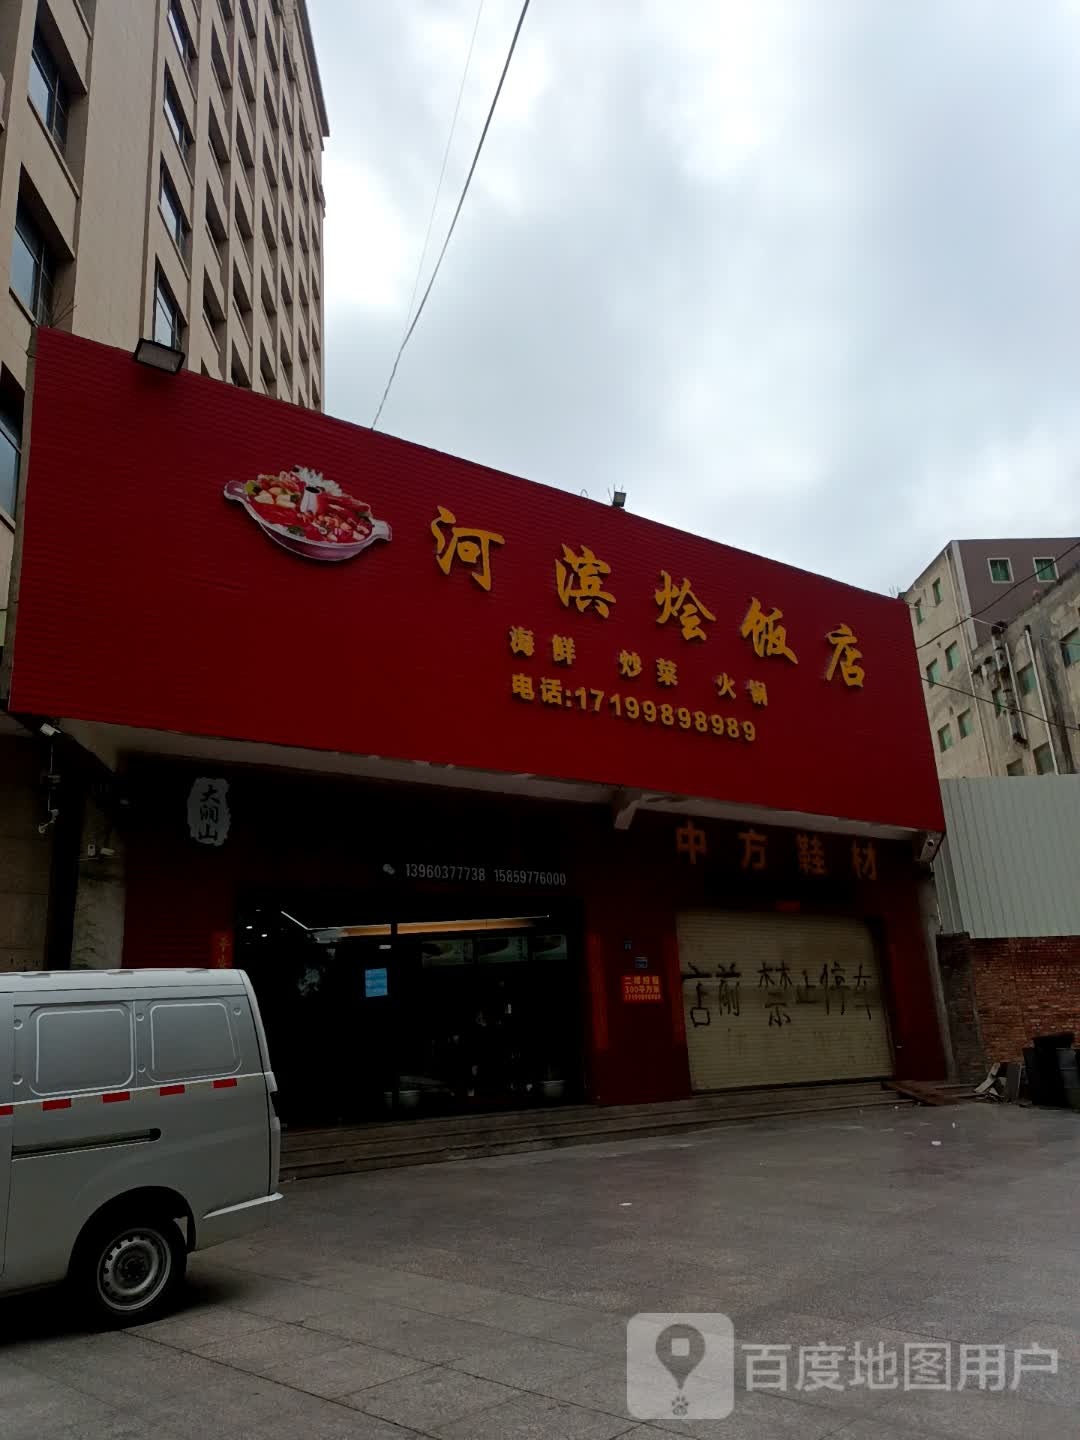 河滨烩饭店
海鲜 炒菜 火锅
电话:17199898989
大润山
中方鞋材
13960377738 15859776000
店前禁止停车
百度地图用户